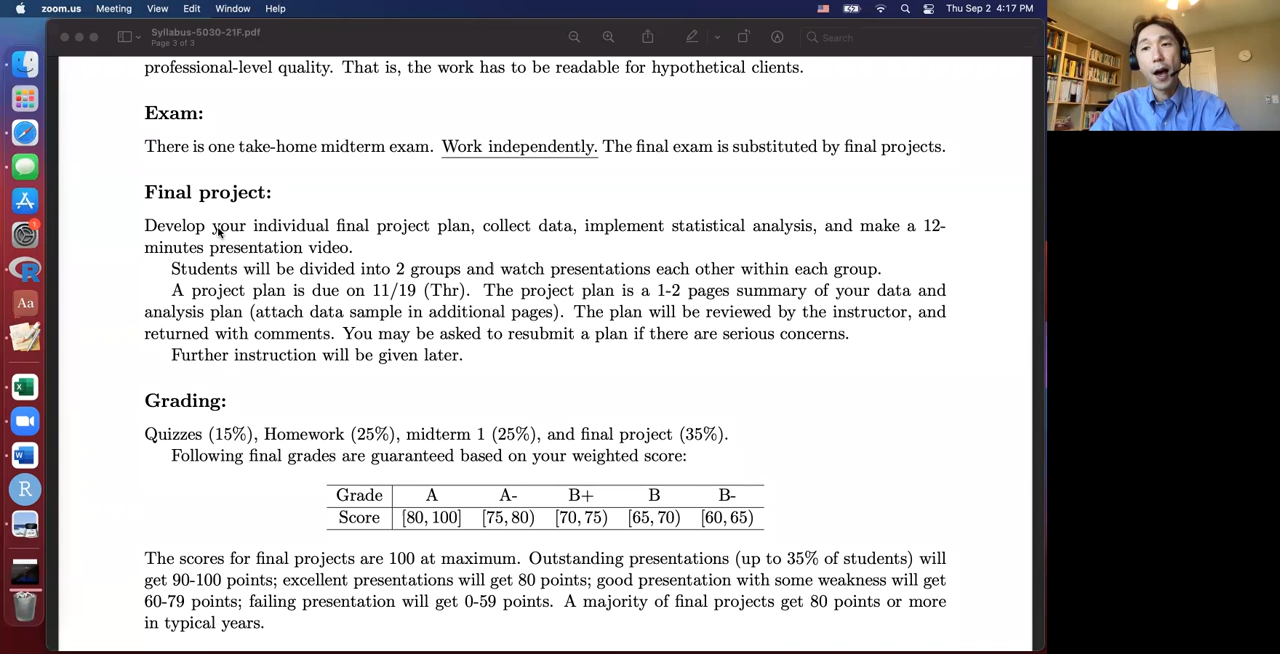 zoom.us Meeting View Edit Window Help Thu Sep 2 4:17 PM
Syllabus-5030-21F.pdf
Page 3 of 3
Search
professional-level quality. That is, the work has to be readable for hypothetical clients.
Exam:
There is one take-home midterm exam. Work independently. The final exam is substituted by final projects.
Final project:
Develop your individual final project plan, collect data, implement statistical analysis, and make a 12-
minutes presentation video.
Students will be divided into 2 groups and watch presentations each other within each group.
A project plan is due on 11/19 (Thr). The project plan is a 1-2 pages summary of your data and
analysis plan (attach data sample in additional pages). The plan will be reviewed by the instructor, and
returned with comments. You may be asked to resubmit a plan if there are serious concerns.
Further instruction will be given later.
Grading:
Quizzes (15%), Homework (25%), midterm 1 (25%), and final project (35%).
Following final grades are guaranteed based on your weighted score:
Grade A A- B+ B B-
Score [80, 100] [75, 80) [70, 75) [65, 70) [60, 65)
The scores for final projects are 100 at maximum. Outstanding presentations (up to 35% of students) will
get 90-100 points; excellent presentations will get 80 points; good presentation with some weakness will get
60-79 points; failing presentation will get 0-59 points. A majority of final projects get 80 points or more
in typical years.
Aa
R